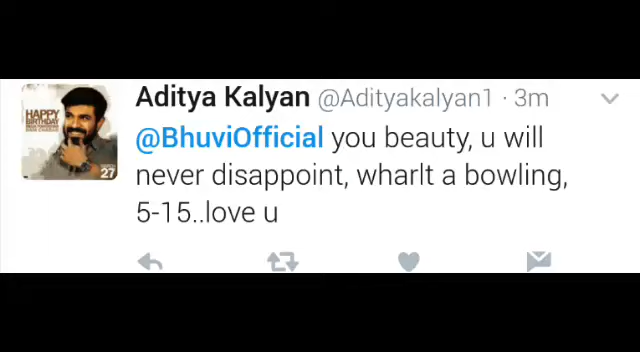 Aditya Kalyan @Adityakalyan1 · 3m
@BhuviOfficial you beauty, u will
never disappoint, wharlt a bowling,
5-15..love u
HAPPY
BIRTHDAY
27